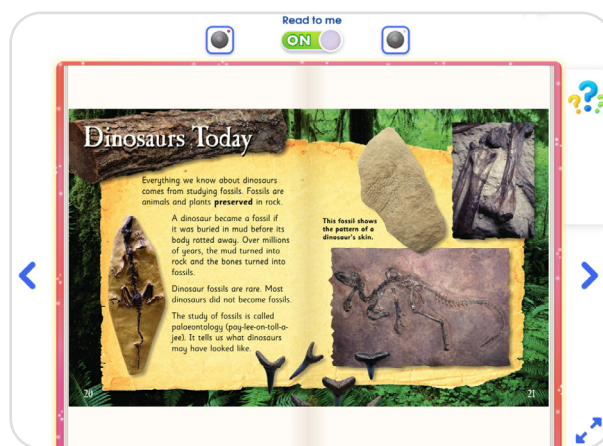 Read to me
ON
Dinosaurs Today
Everything we know about dinosaurs
comes from studying fossils. Fossils are
animals and plants preserved in rock.
A dinosaur became a fossil if
it was buried in mud before its
body rotted away. Over millions
of years, the mud turned into
rock and the bones turned into
fossils.
Dinosaur fossils are rare. Most
dinosaurs did not become fossils.
The study of fossils is called
palaeontology (pay-lee-on-toll-o-
jee). It tells us what dinosaurs
may have looked like.
This fossil shows
the pattern of a
dinosaur's skin.
20
21